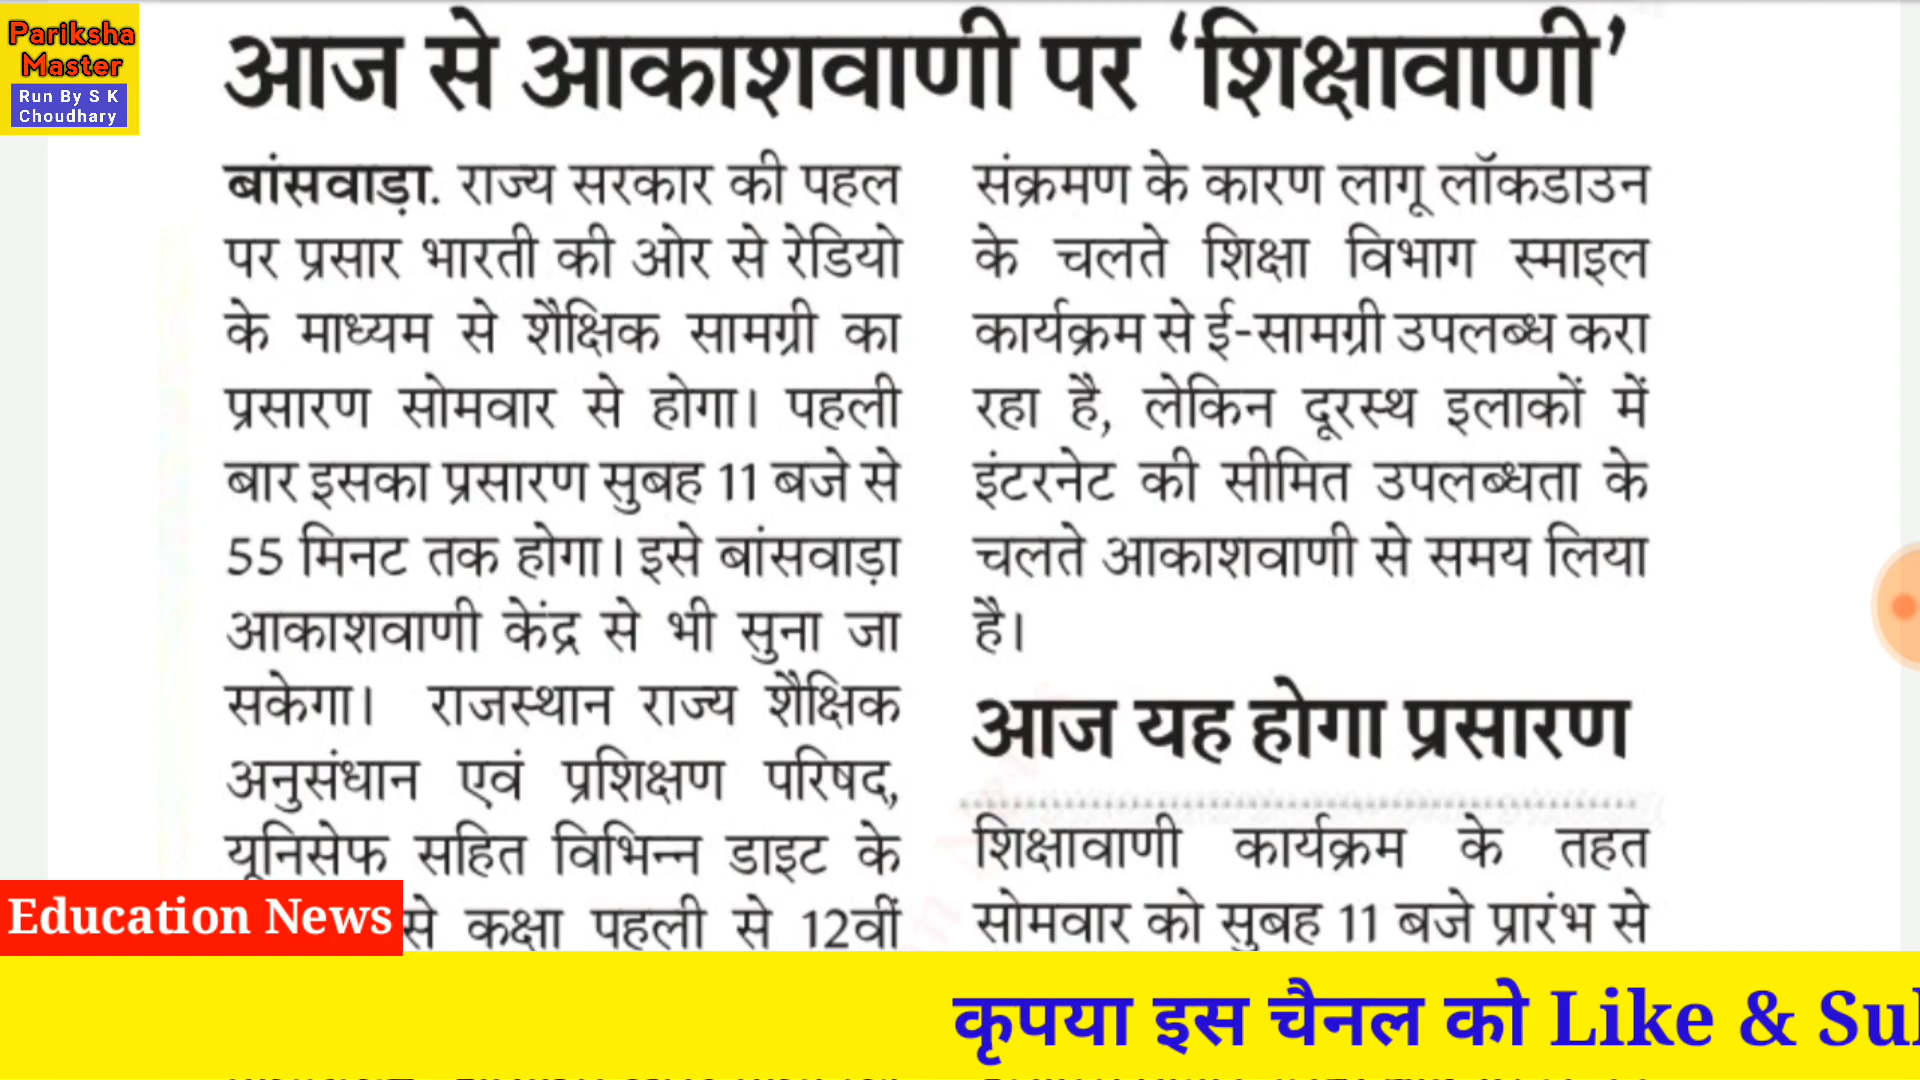 Pariksha
Master
Run By S K
Choudhary
आज से आकाशवाणी पर ‘शिक्षावाणी’
बांसवाड़ा. राज्य सरकार की पहल
पर प्रसार भारती की ओर से रेडियो
के माध्यम से शैक्षिक सामग्री का
प्रसारण सोमवार से होगा। पहली
बार इसका प्रसारण सुबह 11 बजे से
55 मिनट तक होगा। इसे बांसवाड़ा
आकाशवाणी केंद्र से भी सुना जा
सकेगा। राजस्थान राज्य शैक्षिक
अनुसंधान एवं प्रशिक्षण परिषद,
यूनिसेफ सहित विभिन्न डाइट के
से कक्षा पहली से 12वीं
संक्रमण के कारण लागू लॉकडाउन
के चलते शिक्षा विभाग स्माइल
कार्यक्रम से ई-सामग्री उपलब्ध करा
रहा है, लेकिन दूरस्थ इलाकों में
इंटरनेट की सीमित उपलब्धता के
चलते आकाशवाणी से समय लिया
है।
आज यह होगा प्रसारण
शिक्षावाणी कार्यक्रम के तहत
सोमवार को सुबह 11 बजे प्रारंभ से
Education News
कृपया इस चैनल को Like & Su